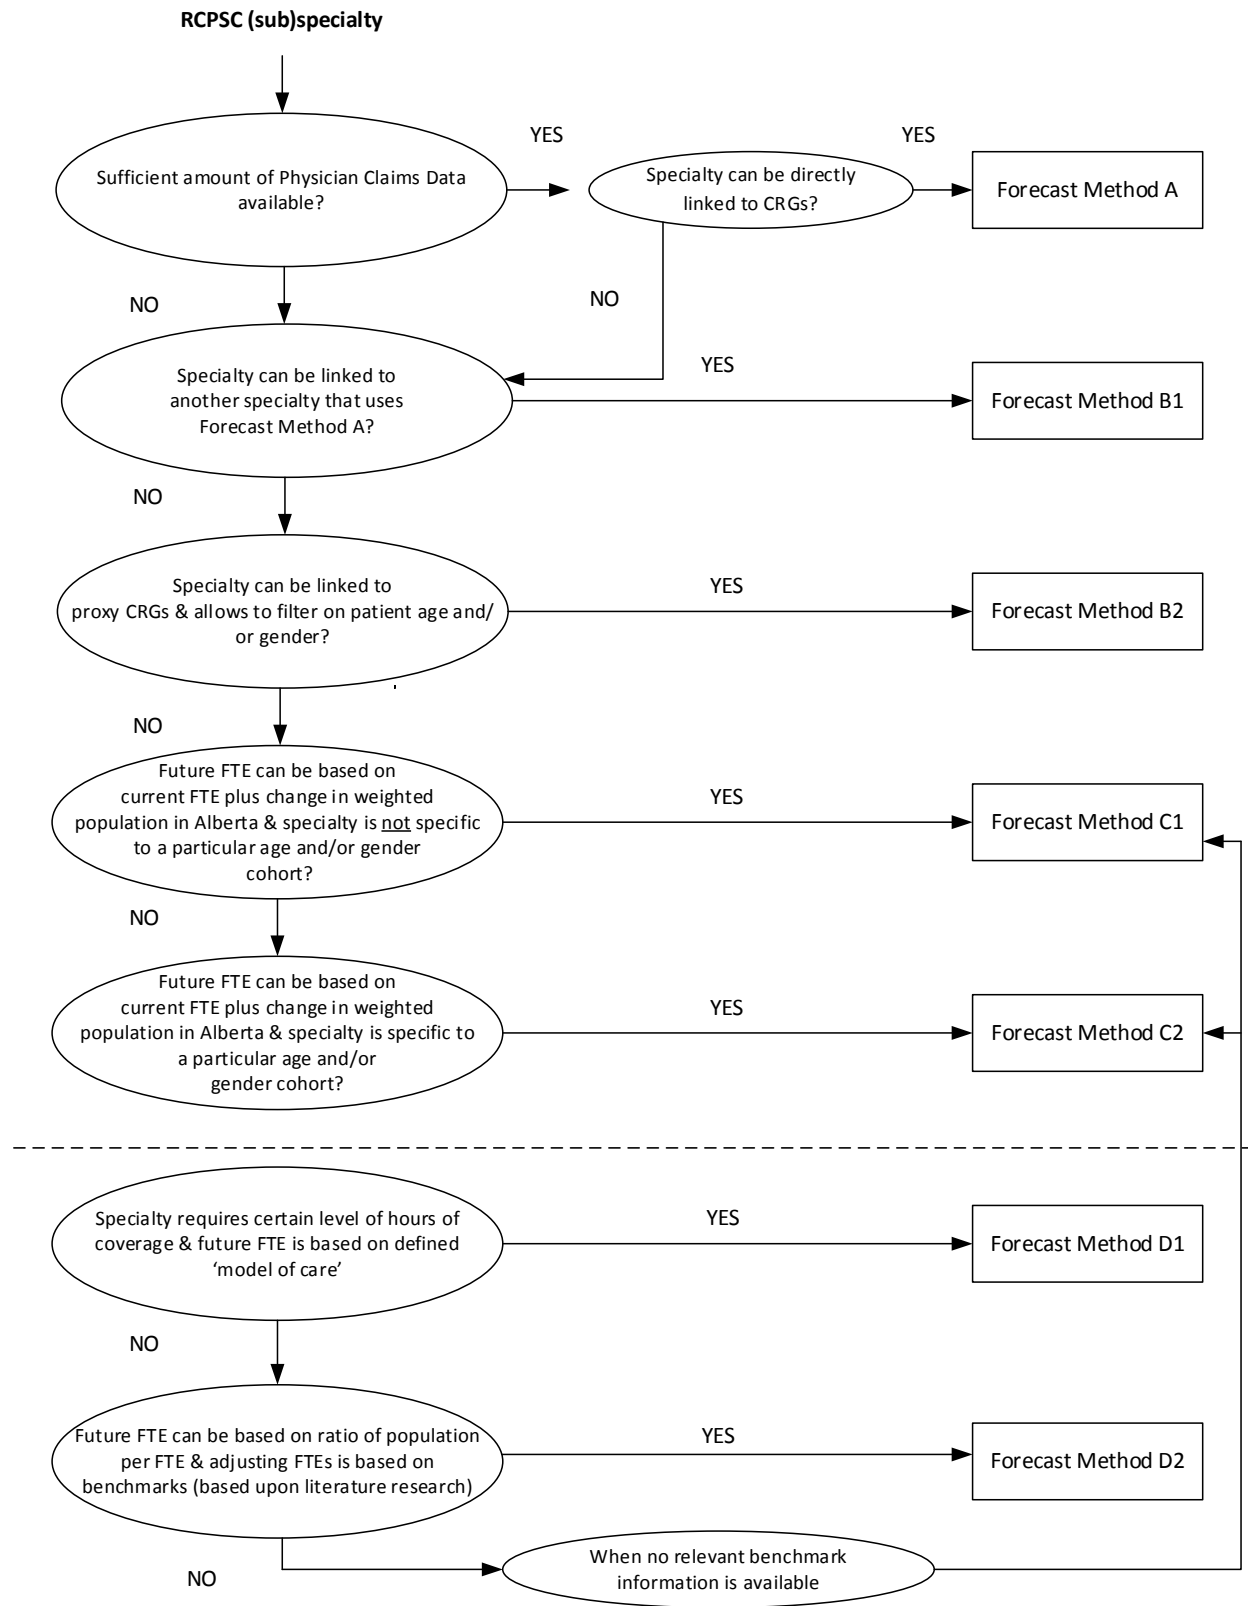 RCPSC (sub)specialty
Sufficient amount of Physician Claims Data
available?
YES
Specialty can be directly
linked to CRGs?
YES
Forecast Method A
NO
NO
Specialty can be linked to
another specialty that uses
Forecast Method A?
YES
Forecast Method B1
NO
Specialty can be linked to
proxy CRGs & allows to filter on patient age and/
or gender?
YES
Forecast Method B2
NO
Future FTE can be based on
current FTE plus change in weighted
population in Alberta & specialty is not specific
to a particular age and/or gender
cohort?
YES
Forecast Method C1
NO
Future FTE can be based on
current FTE plus change in weighted
population in Alberta & specialty is specific to
a particular age and/or
gender cohort?
YES
Forecast Method C2
Specialty requires certain level of hours of
coverage & future FTE is based on defined
‘model of care’
YES
Forecast Method D1
NO
Future FTE can be based on ratio of population
per FTE & adjusting FTEs is based on
benchmarks (based upon literature research)
YES
Forecast Method D2
NO
When no relevant benchmark
information is available